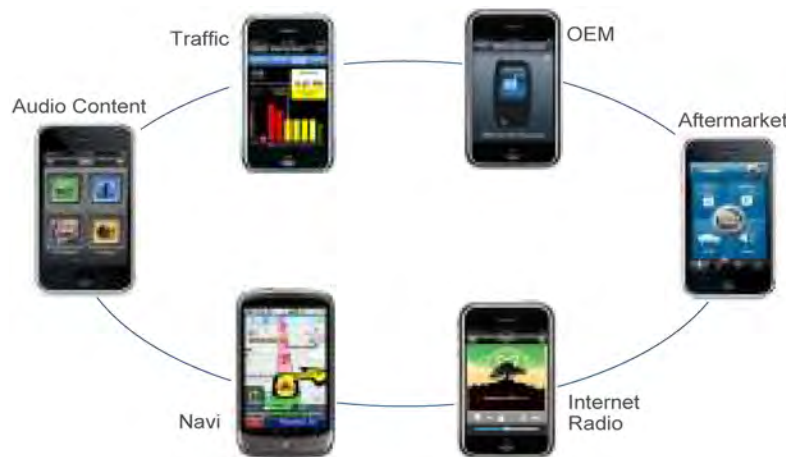 Traffic
OEM
Audio Content
Aftermarket
Navi
Internet
Radio